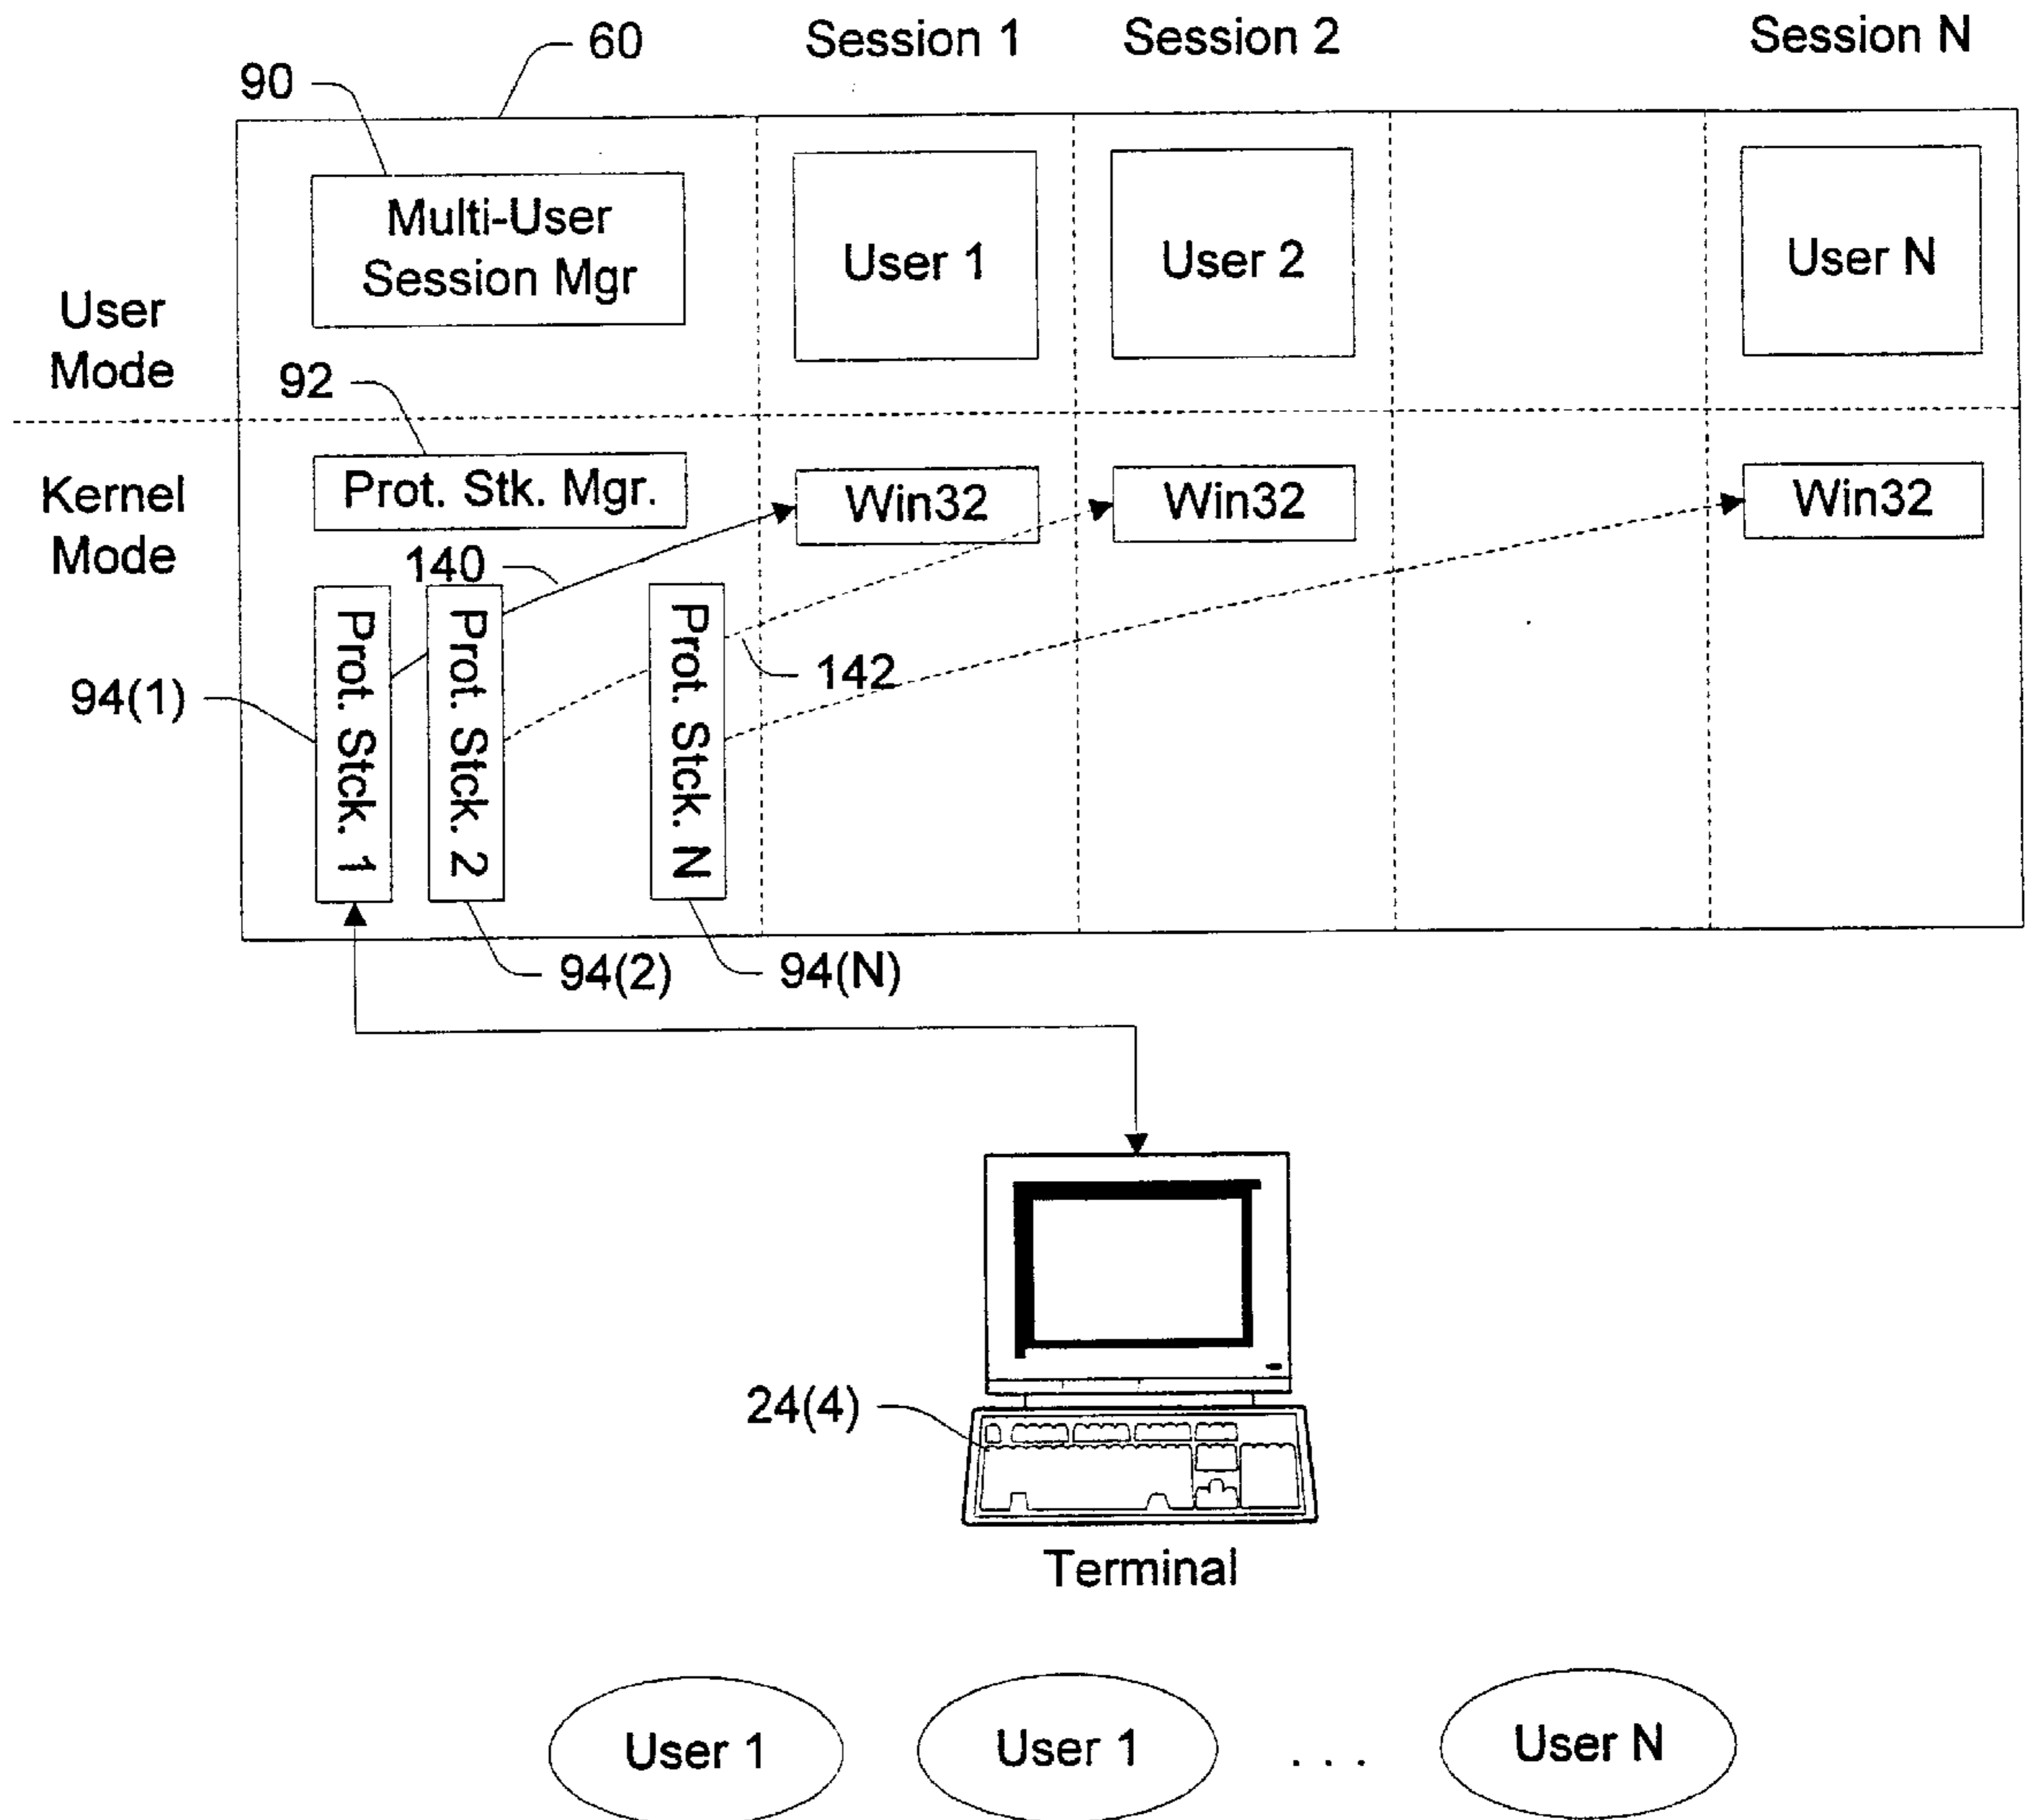 60
Session 1
Session 2
Session N
90
Multi-User
Session Mgr
User 1
User 2
User N
User
Mode
92
Kernel
Mode
Prot. Stk. Mgr.
Win32
Win32
Win32
140
Prot. Stck. 1
Prot. Stck. 2
Prot. Stck. N
142
94(1)
94(2)
94(N)
24(4)
Terminal
User 1
User 1
. . .
User N